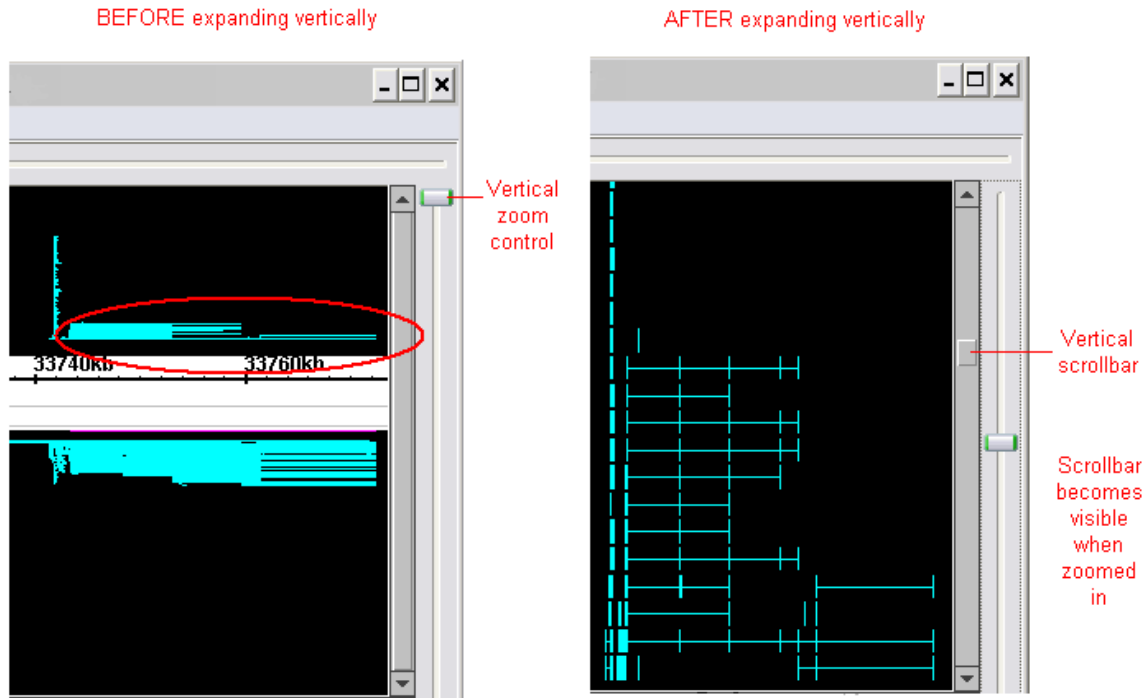 BEFORE expanding vertically
AFTER expanding vertically
Vertical
zoom
control
33740kb
33760kb
Vertical
scrollbar
Scrollbar
becomes
visible
when
zoomed
in